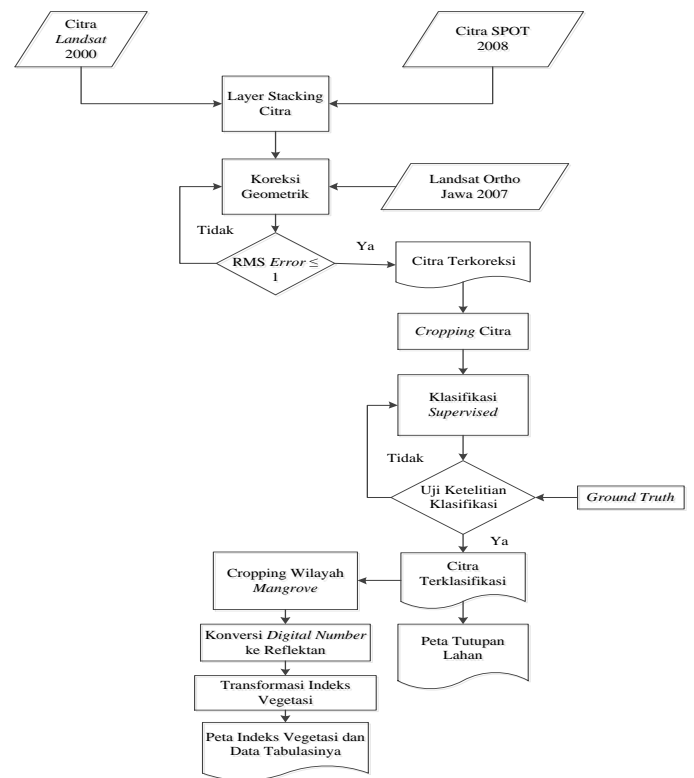 Citra
Landsat
2000
Citra SPOT
2008
Layer Stacking
Citra
Koreksi
Geometrik
Landsat Ortho
Jawa 2007
Tidak
RMS Error ≤
1
Ya
Citra Terkoreksi
Cropping Citra
Klasifikasi
Supervised
Tidak
Uji Ketelitian
Klasifikasi
Ground Truth
Ya
Citra
Terklasifikasi
Cropping Wilayah
Mangrove
Konversi Digital Number
ke Reflektan
Peta Tutupan
Lahan
Transformasi Indeks
Vegetasi
Peta Indeks Vegetasi dan
Data Tabulasinya